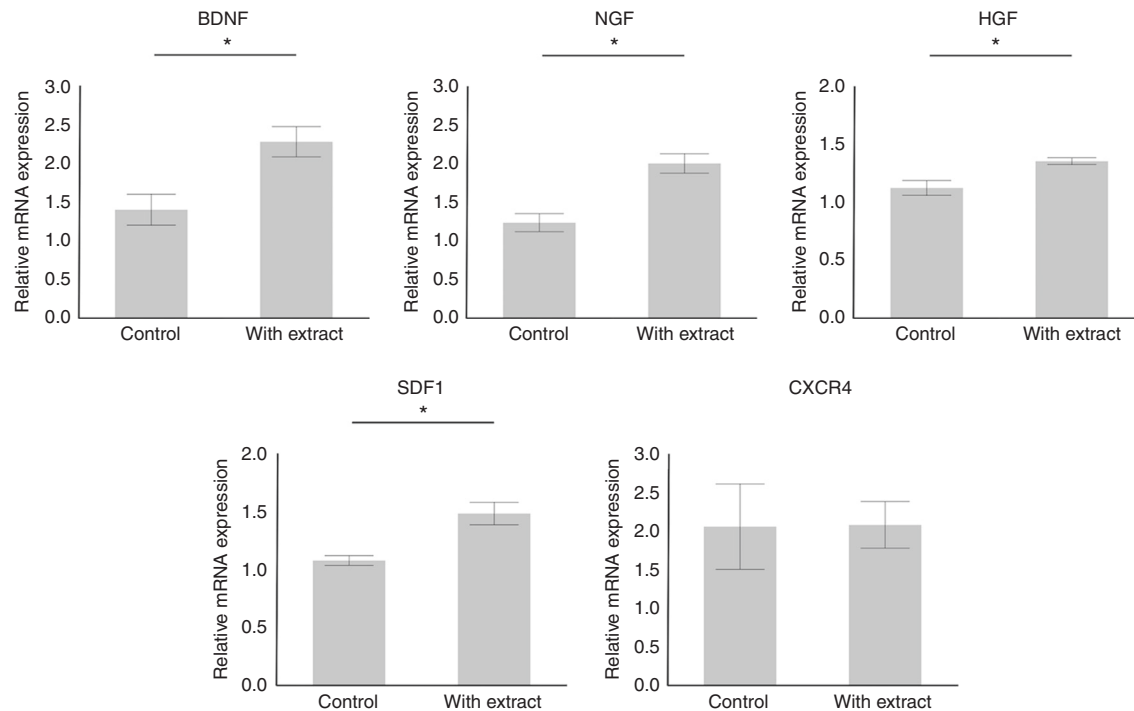 BDNF
*
Relative mRNA expression
3.0
2.5
2.0
1.5
1.0
0.5
0.0
Control
With extract
NGF
*
Relative mRNA expression
3.0
2.5
2.0
1.5
1.0
0.5
0.0
Control
With extract
HGF
*
Relative mRNA expression
2.0
1.5
1.0
0.5
0.0
Control
With extract
SDF1
*
Relative mRNA expression
2.0
1.5
1.0
0.5
0.0
Control
With extract
CXCR4
Relative mRNA expression
3.0
2.5
2.0
1.5
1.0
0.5
0.0
Control
With extract